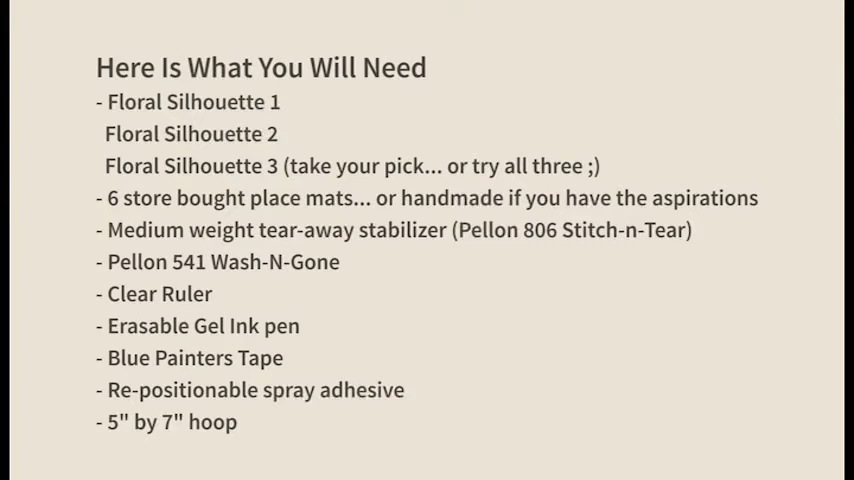 Here Is What You Will Need
- Floral Silhouette 1
Floral Silhouette 2
Floral Silhouette 3 (take your pick... or try all three ;)
- 6 store bought place mats... or handmade if you have the aspirations
- Medium weight tear-away stabilizer (Pellon 806 Stitch-n-Tear)
- Pellon 541 Wash-N-Gone
- Clear Ruler
- Erasable Gel Ink pen
- Blue Painters Tape
- Re-positionable spray adhesive
- 5" by 7" hoop